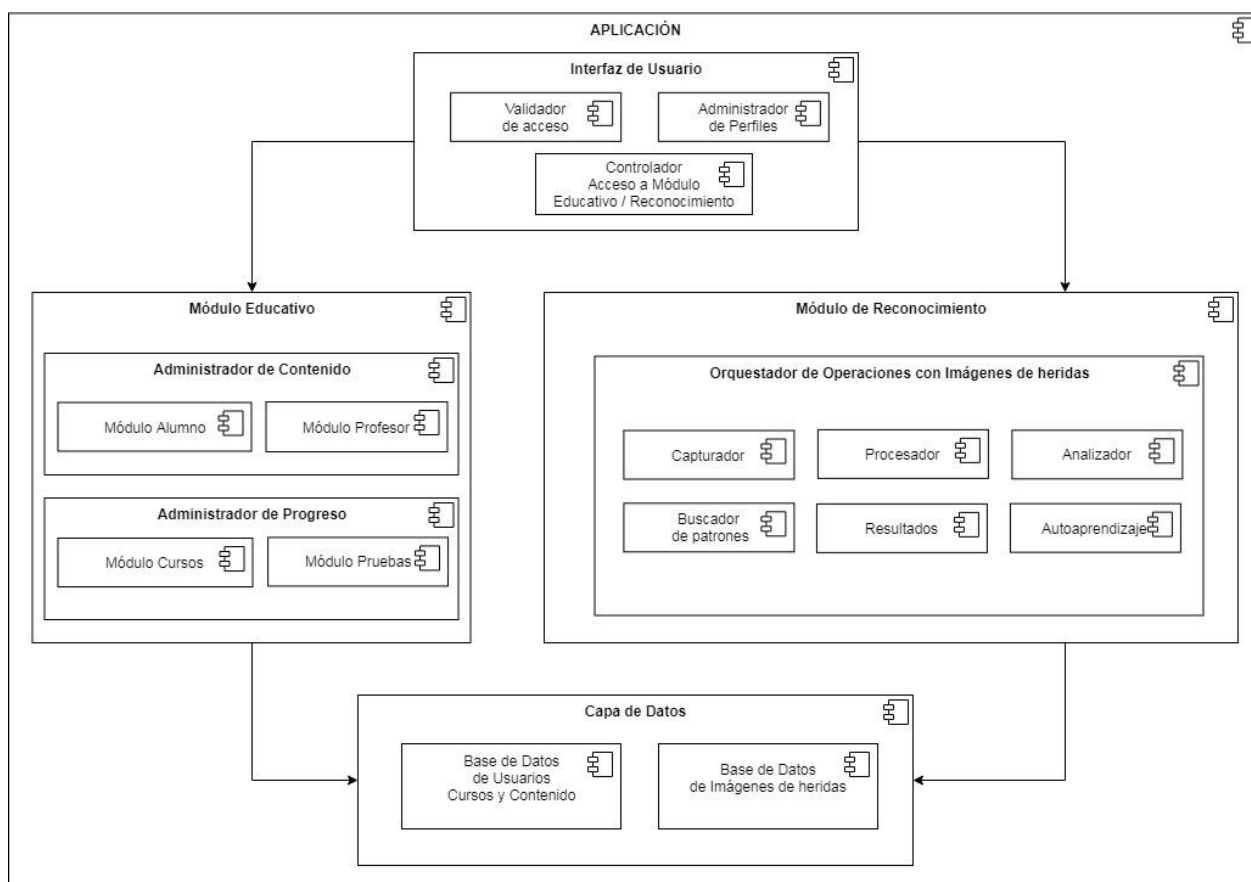 APLICACIÓN
Interfaz de Usuario
Validador
de acceso
Administrador
de Perfiles
Controlador
Acceso a Módulo
Educativo / Reconocimiento
Módulo Educativo
Administrador de Contenido
Módulo Alumno
Módulo Profesor
Administrador de Progreso
Módulo Cursos
Módulo Pruebas
Módulo de Reconocimiento
Orquestador de Operaciones con Imágenes de heridas
Capturador
Procesador
Analizador
Buscador
de patrones
Resultados
Autoaprendizaje
Capa de Datos
Base de Datos
de Usuarios
Cursos y Contenido
Base de Datos
de Imágenes de heridas